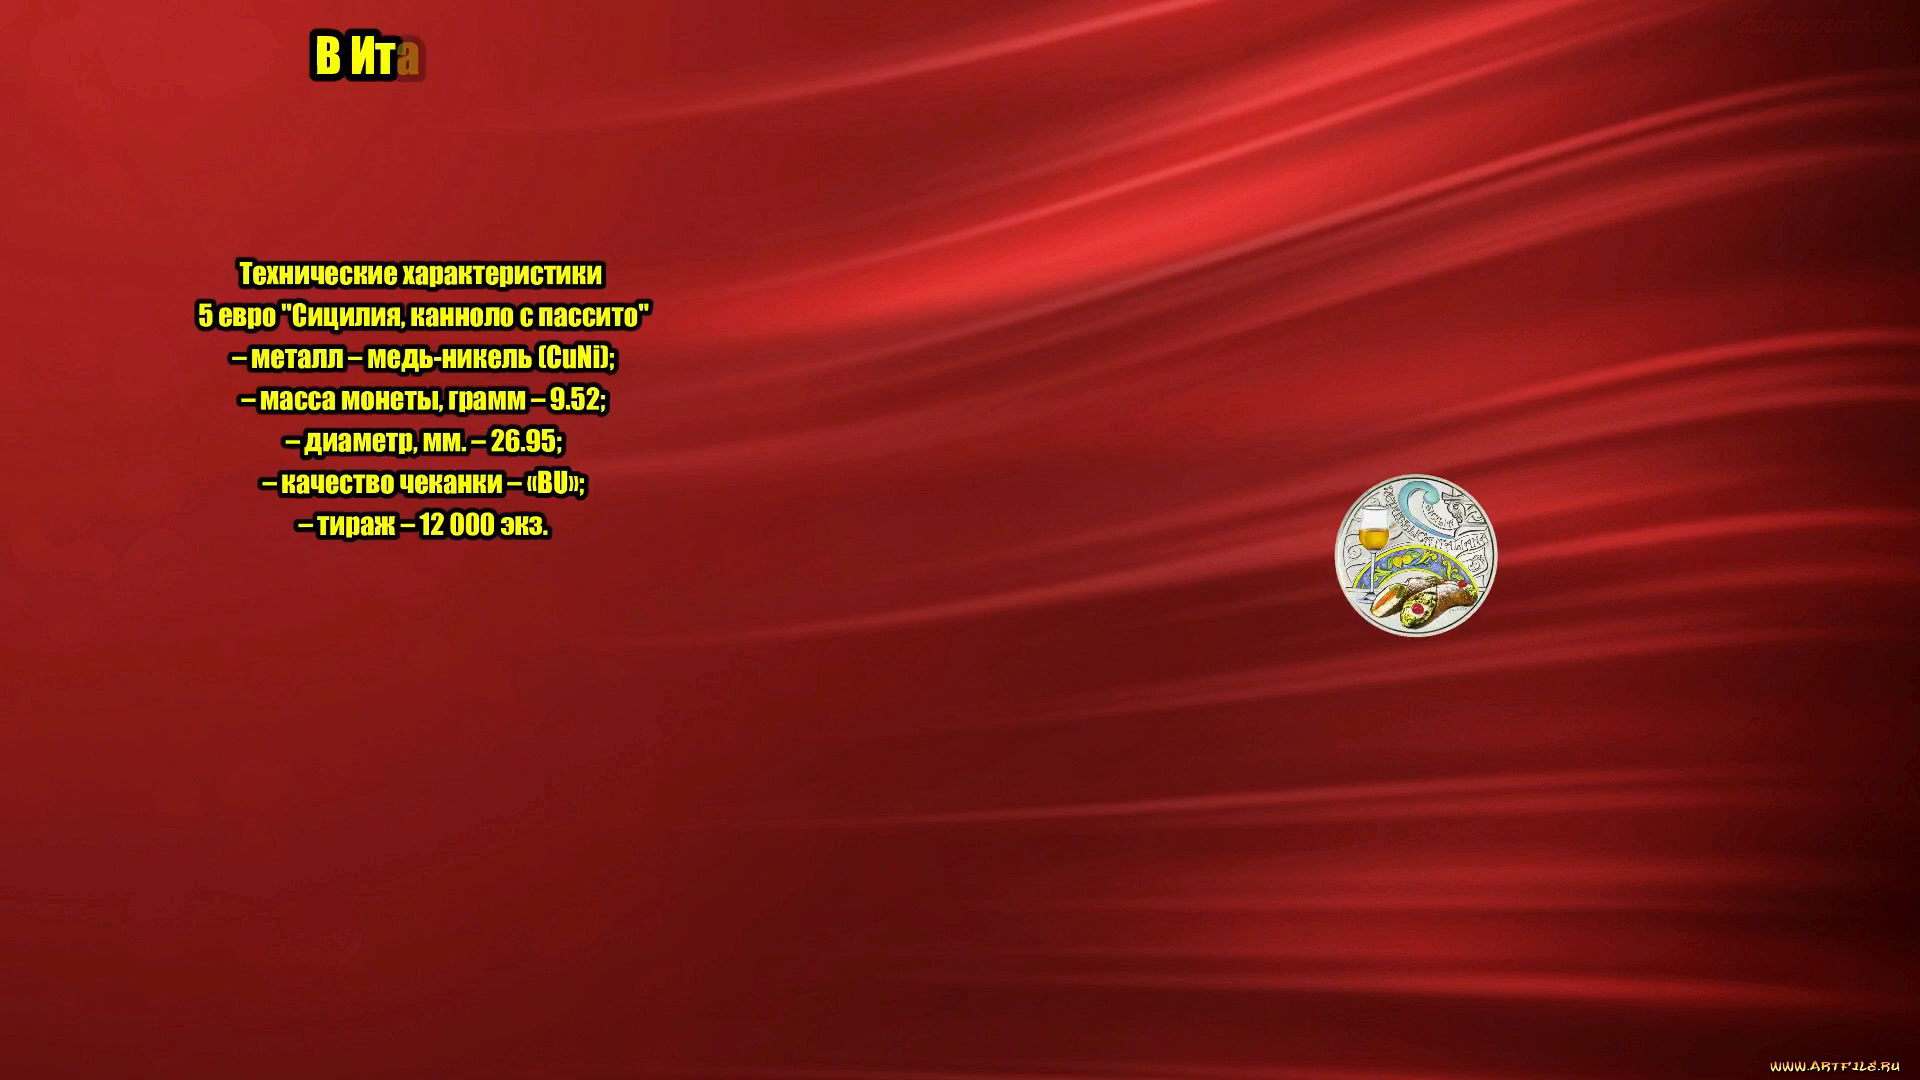 В Ита
Технические характеристики
5 евро "Сицилия, канноло с пассито"
– металл – медь-никель (CuNi);
– масса монеты, грамм – 9.52;
– диаметр, мм. – 26.95;
– качество чеканки – «BU»;
– тираж – 12 000 экз.
WWW.ARTFILE.RU